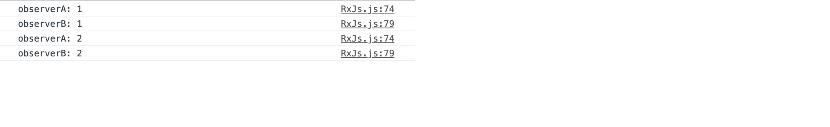 observerA: 1 RxJs.js:74
observerB: 1 RxJs.js:79
observerA: 2 RxJs.js:74
observerB: 2 RxJs.js:79